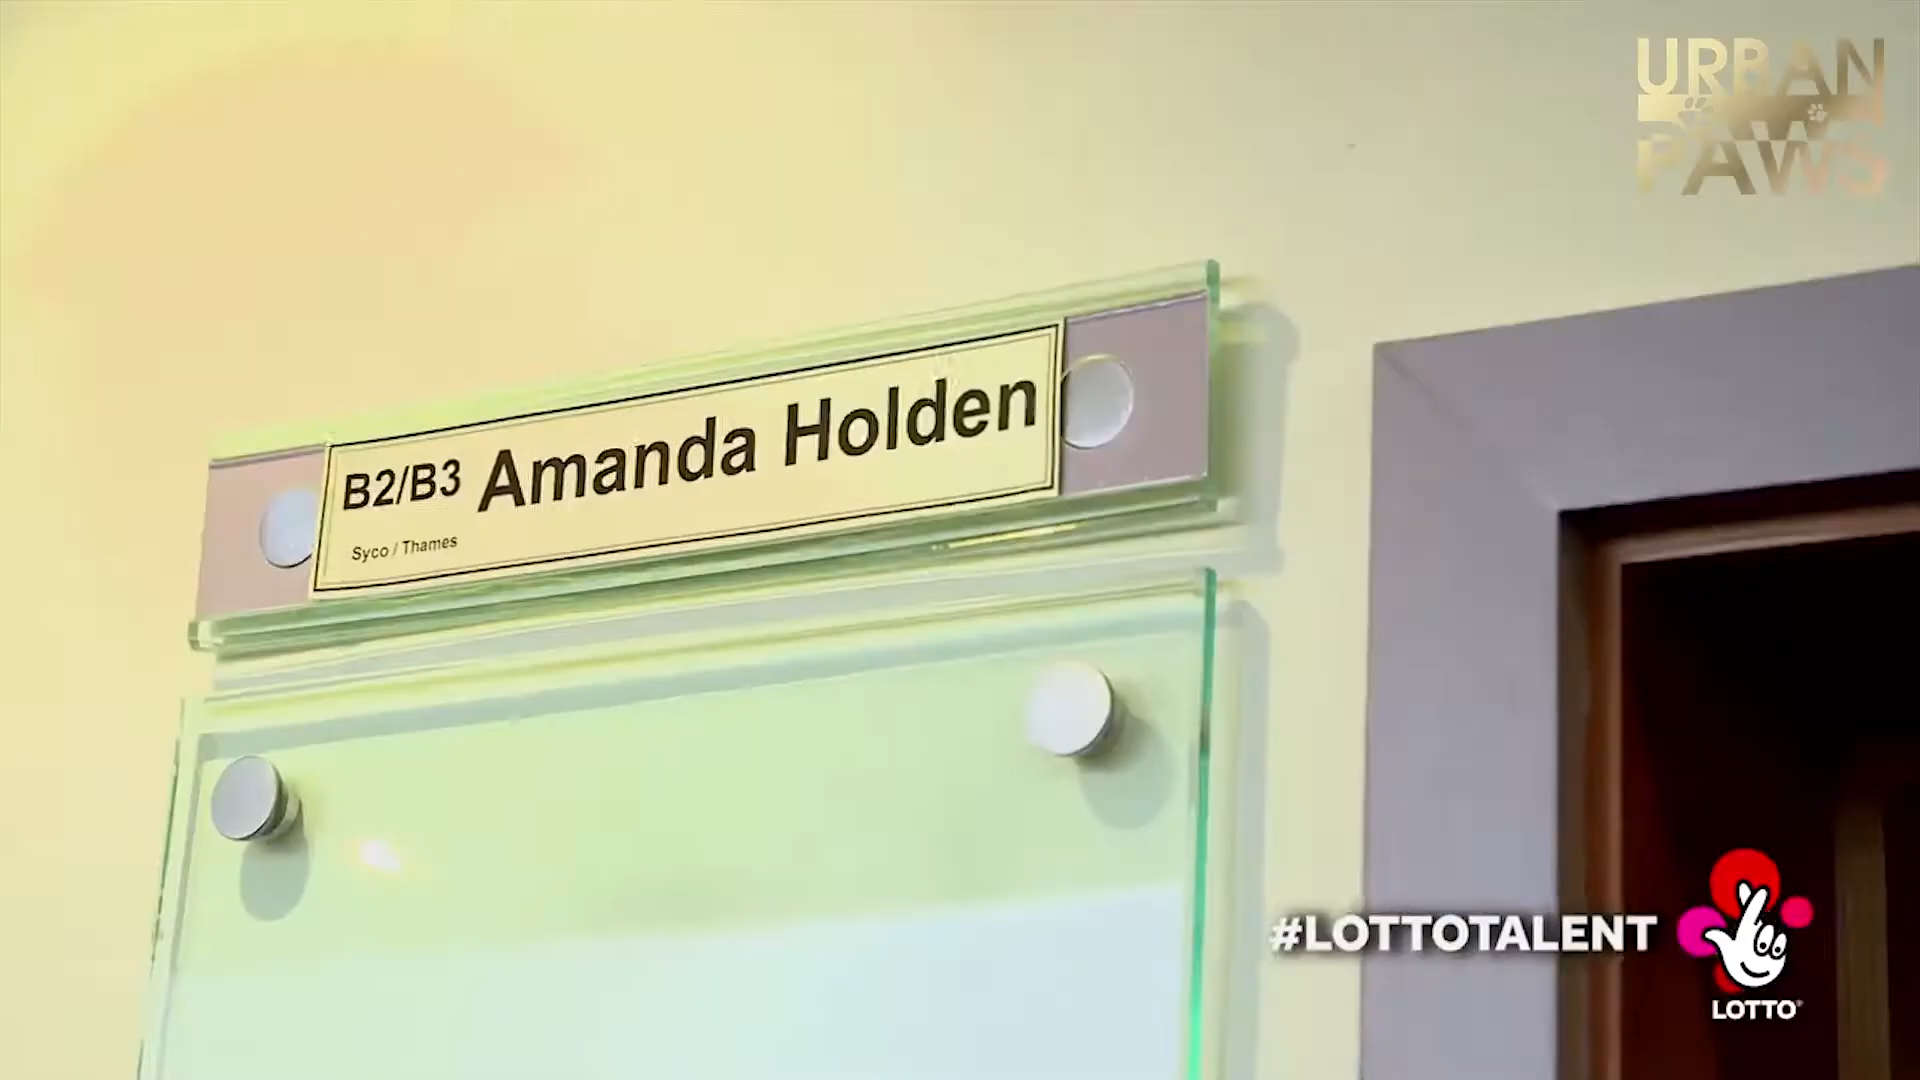 URBAN
PAWS
B2/B3 Amanda Holden
Syco / Thames
#LOTTOTALENT
LOTTO